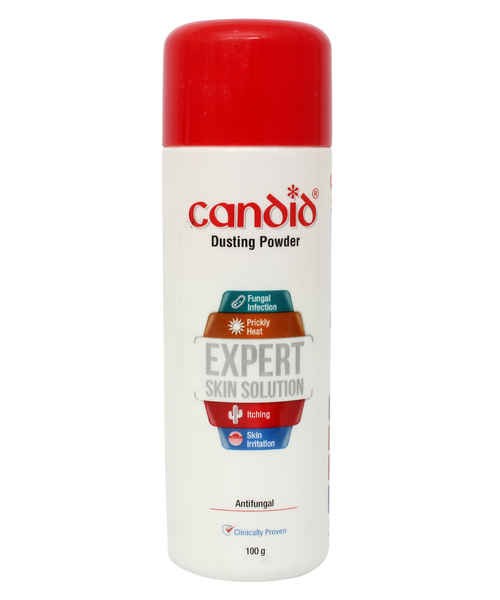 candid®
Dusting Powder
Fungal
Infection
Prickly
Heat
EXPERT
SKIN SOLUTION
Itching
Skin
Irritation
Antifungal
Clinically Proven
100 g